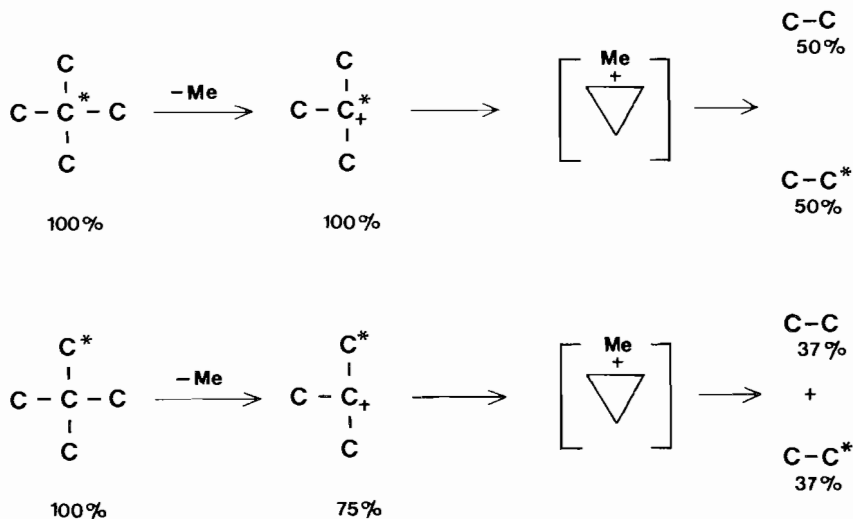 C C C-C
C-C*-C -Me C-C+* Me + 50%
C C C-C*
100% 100% 50%
C* C* C-C
C-C-C -Me C-C+ Me + 37%
C C +
100% 75% C-C*
37%